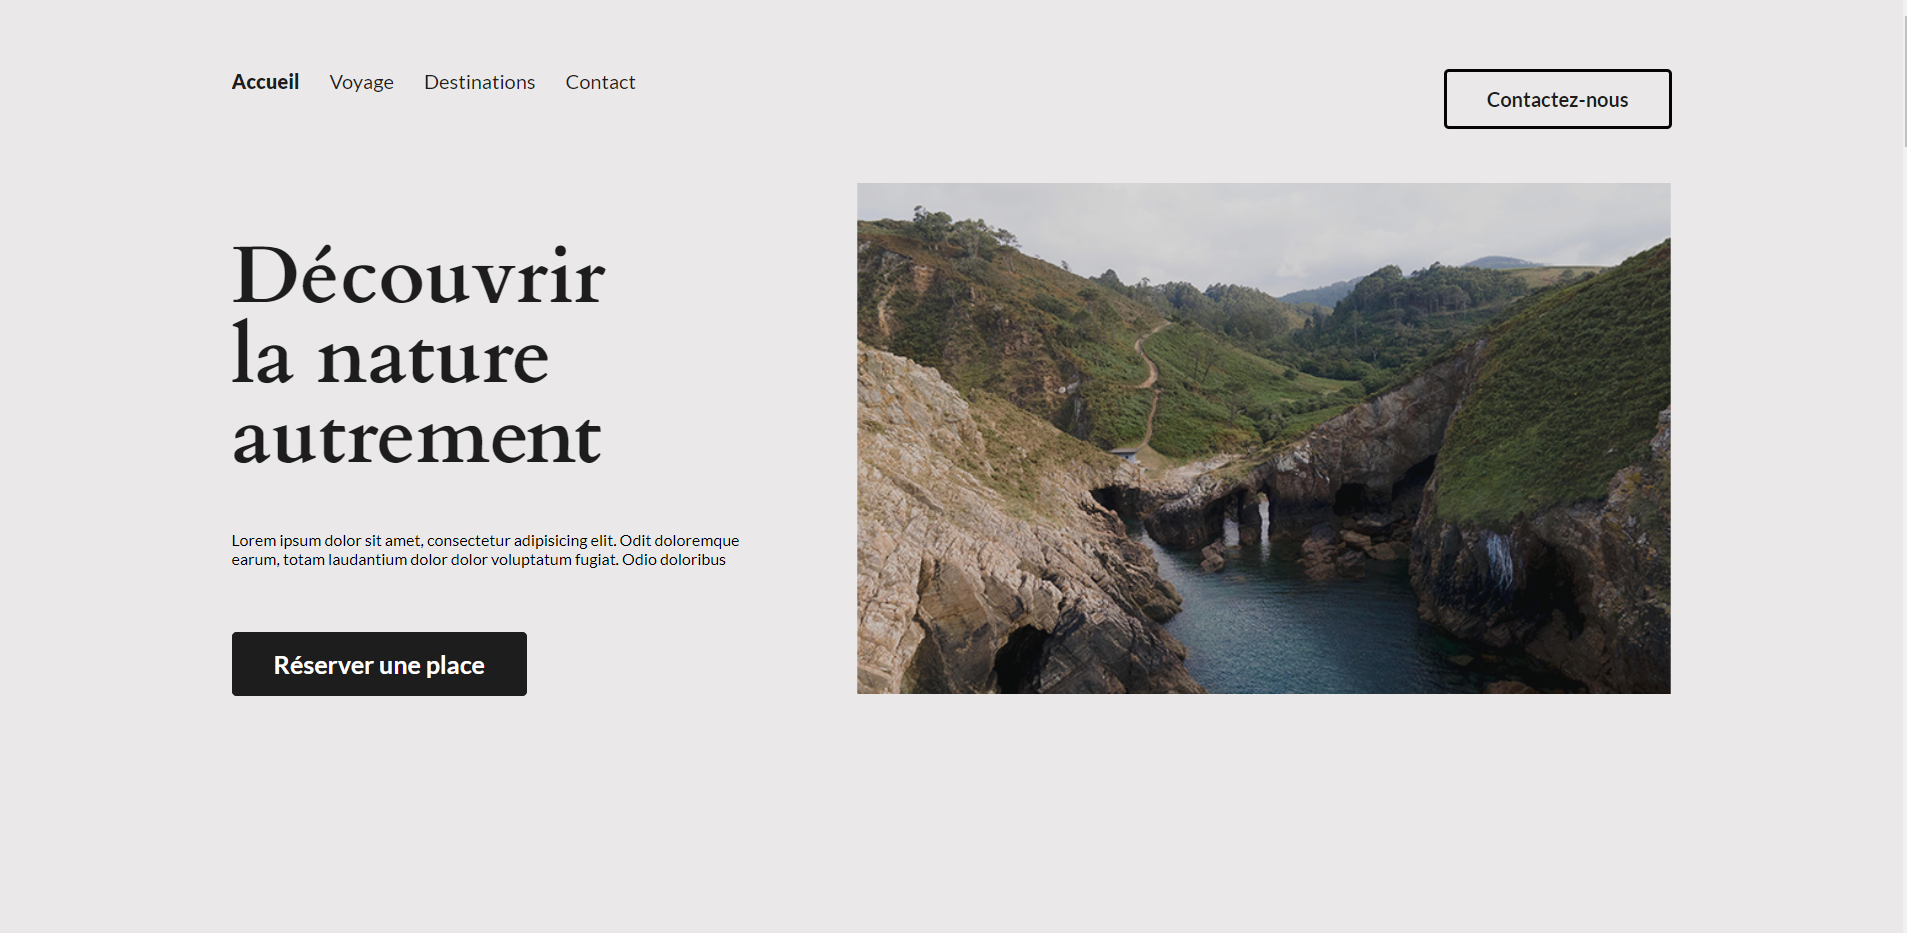 Accueil Voyage Destinations Contact
Contactez-nous
Découvrir
la nature
autrement
Lorem ipsum dolor sit amet, consectetur adipisicing elit. Odit doloremque
earum, totam laudantium dolor dolor voluptatum fugiat. Odio doloribus
Réserver une place